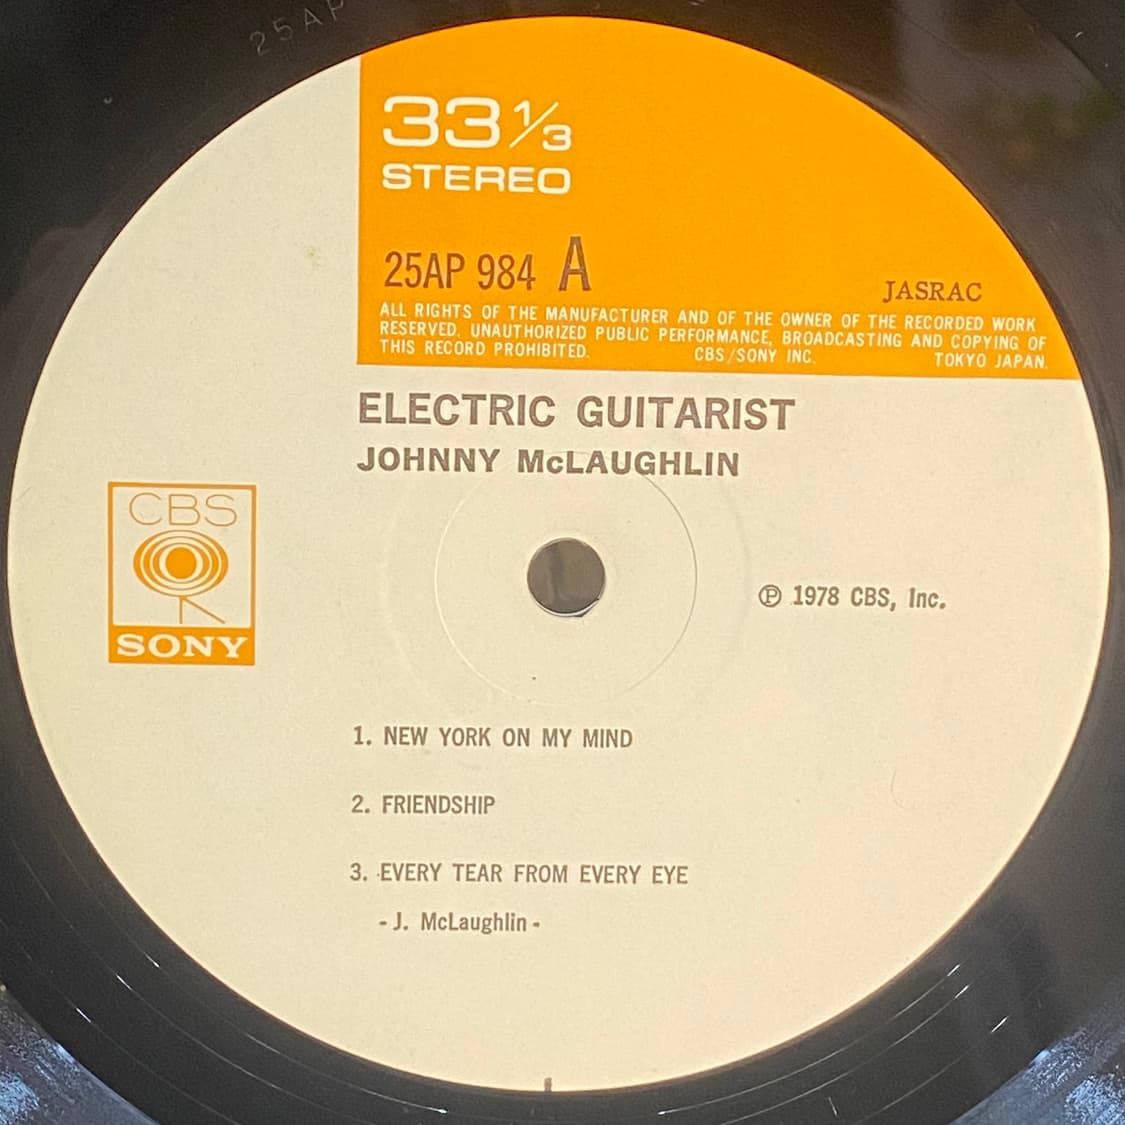 25AP
33 1/3
STEREO
25AP 984 A
JASRAC
ALL RIGHTS OF THE MANUFACTURER AND OF THE OWNER OF THE RECORDED WORK
RESERVED. UNAUTHORIZED PUBLIC PERFORMANCE, BROADCASTING AND COPYING OF
THIS RECORD PROHIBITED. CBS/SONY INC. TOKYO JAPAN.
ELECTRIC GUITARIST
JOHNNY McLAUGHLIN
CBS
SONY
℗ 1978 CBS, Inc.
1. NEW YORK ON MY MIND
2. FRIENDSHIP
3. EVERY TEAR FROM EVERY EYE
- J. McLaughlin -